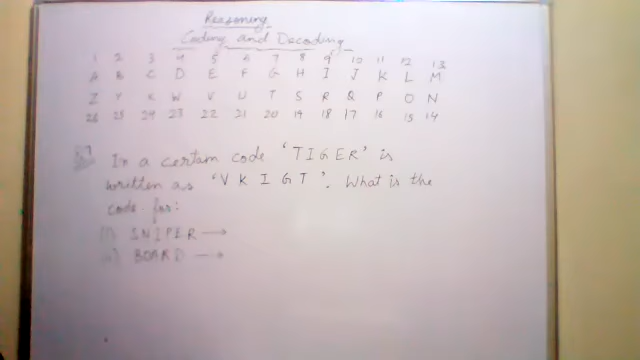 Reasoning
Coding and Decoding
1 2 3 4 5 6 7 8 9 10 11 12 13
A B C D E F G H I J K L M
Z Y X W V U T S R Q P O N
26 25 24 23 22 21 20 19 18 17 16 15 14
In a certain code 'TIGER' is
written as 'V K I G T'. What is the
code for:
(i) SNIPER →
(ii) BOARD →